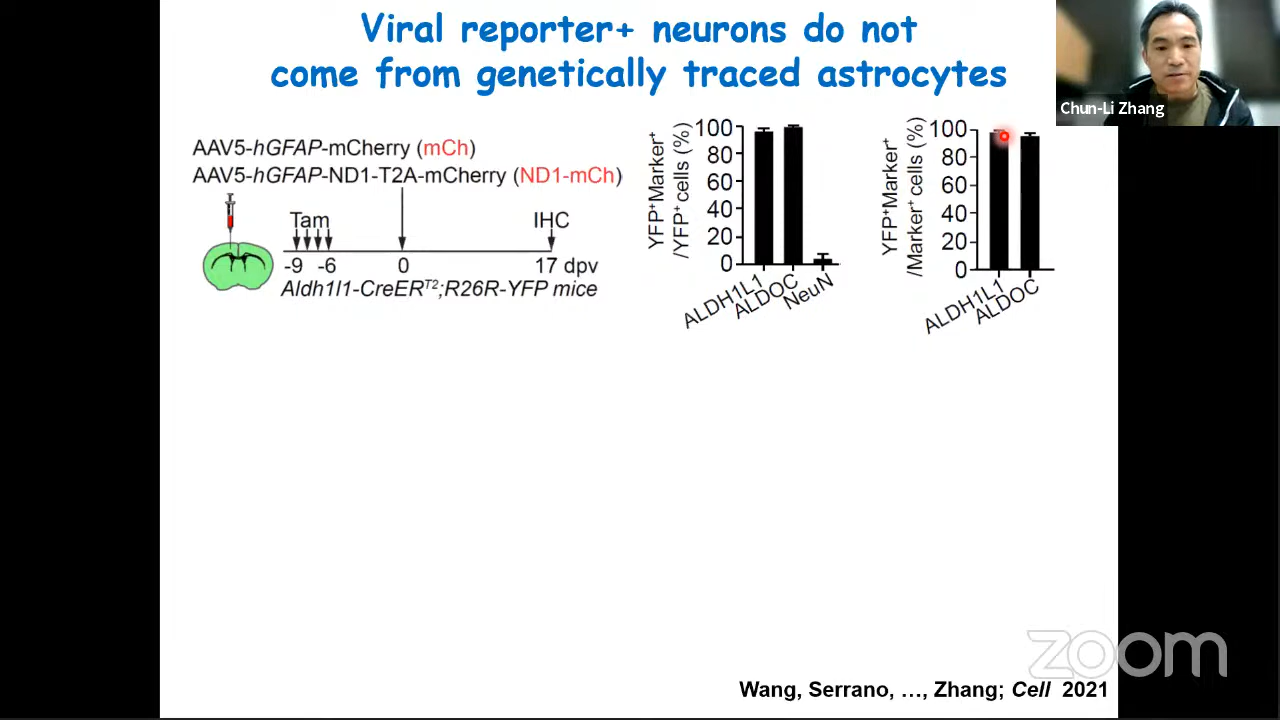 Viral reporter+ neurons do not
come from genetically traced astrocytes
Chun-Li Zhang
AAV5-hGFAP-mCherry (mCh)
AAV5-hGFAP-ND1-T2A-mCherry (ND1-mCh)
Tam
IHC
-9 -6 0 17 dpv
Aldh1l1-CreERT2;R26R-YFP mice
YFP+Marker+
/YFP+ cells (%)
100
80
60
40
20
0
ALDH1L1
ALDOC
NeuN
YFP+Marker+
/Marker+ cells (%)
100
80
60
40
20
0
ALDH1L1
ALDOC
zoom
Wang, Serrano, …, Zhang; Cell 2021